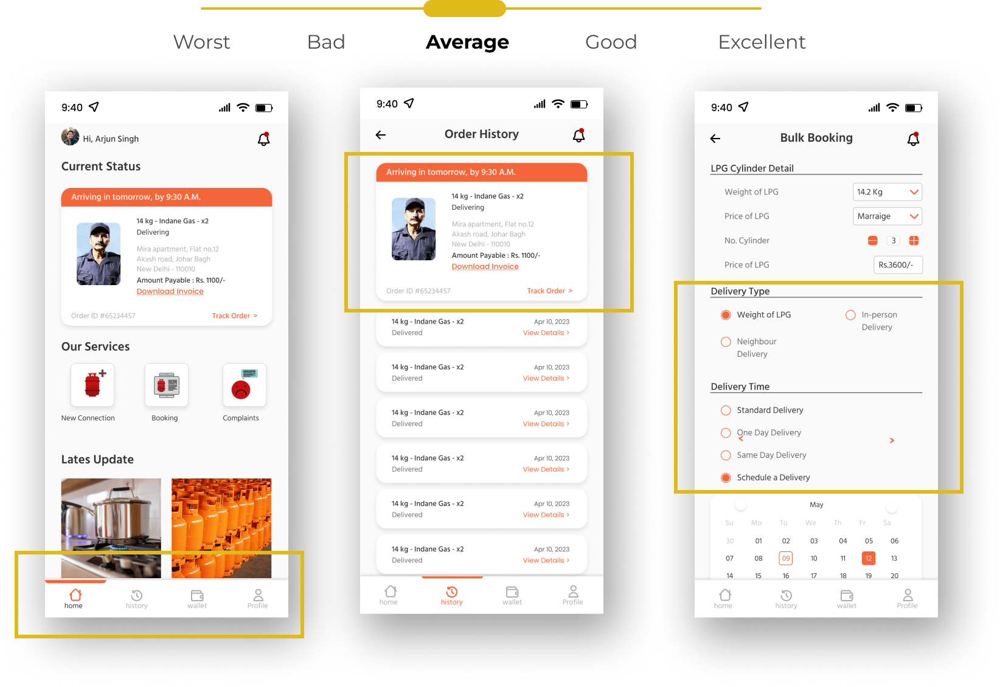 Worst Bad Average Good Excellent
9:40
Hi, Arjun Singh
Current Status
Arriving in tomorrow, by 9:30 A.M.
14 kg - Indane Gas - x2
Delivering
Mira apartment, Flat no.12
Akash road, Johar Bagh
New Delhi - 110010
Amount Payable : Rs. 1100/-
Download Invoice
Order ID #65234457 Track Order >
Our Services
New Connection Booking Complaints
Lates Update
home history wallet Profile
9:40
Order History
Arriving in tomorrow, by 9:30 A.M.
14 kg - Indane Gas - x2
Delivering
Mira apartment, Flat no.12
Akash road, Johar Bagh
New Delhi - 110010
Amount Payable : Rs. 1100/-
Download Invoice
Order ID #65234457 Track Order >
14 kg - Indane Gas - x2 Apr 10, 2023
Delivered View Details >
14 kg - Indane Gas - x2 Apr 10, 2023
Delivered View Details >
14 kg - Indane Gas - x2 Apr 10, 2023
Delivered View Details >
14 kg - Indane Gas - x2 Apr 10, 2023
Delivered View Details >
14 kg - Indane Gas - x2 Apr 10, 2023
Delivered View Details >
14 kg - Indane Gas - x2 Apr 10, 2023
Delivered View Details >
home history wallet Profile
9:40
Bulk Booking
LPG Cylinder Detail
Weight of LPG 14.2 Kg
Price of LPG Marraige
No. Cylinder 3
Price of LPG Rs.3600/-
Delivery Type
Weight of LPG In-person
Delivery
Neighbour
Delivery
Delivery Time
Standard Delivery
One Day Delivery
< >
Same Day Delivery
Schedule a Delivery
May
Su Mo Tu We Th Fr Sa
30 01 02 03 04 05 06
07 08 09 10 11 12 13
14 15 16 17 18 19 20
home history wallet Profile